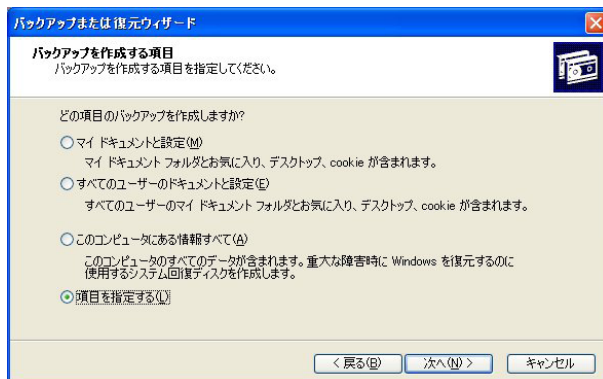 バックアップまたは復元ウィザード
バックアップを作成する項目
バックアップを作成する項目を指定してください。
どの項目のバックアップを作成しますか?
マイ ドキュメントと設定(M)
マイ ドキュメント フォルダとお気に入り、デスクトップ、cookie が含まれます。
すべてのユーザーのドキュメントと設定(E)
すべてのユーザーのマイ ドキュメント フォルダとお気に入り、デスクトップ、cookie が含まれます。
このコンピュータにある情報すべて(A)
このコンピュータのすべてのデータが含まれます。重大な障害時に Windows を復元するのに
使用するシステム回復ディスクを作成します。
項目を指定する(L)
< 戻る(B) 次へ(N) > キャンセル